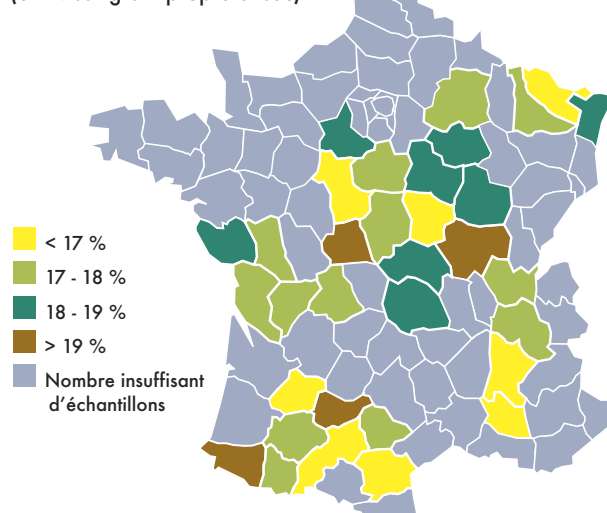 < 17 %
17 - 18 %
18 - 19 %
> 19 %
Nombre insuffisant
d'échantillons